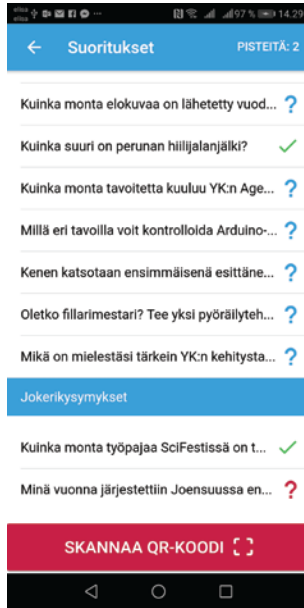 elisa
elisa
97 % 14.29
Suoritukset PISTEITÄ: 2
Kuinka monta elokuvaa on lähetetty vuod...
Kuinka suuri on perunan hiilijalanjälki?
Kuinka monta tavoitetta kuuluu YK:n Age...
Millä eri tavoilla voit kontrolloida Arduino-...
Kenen katsotaan ensimmäisenä esittäne...
Oletko fillarimestari? Tee yksi pyöräilyteh...
Mikä on mielestäsi tärkein YK:n kehitysta...
Jokerikysymykset
Kuinka monta työpajaa SciFestissä on t...
Minä vuonna järjestettiin Joensuussa en...
SKANNAA QR-KOODI